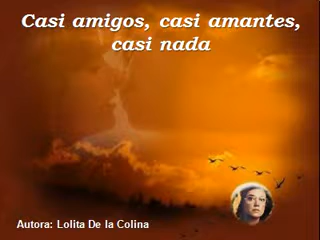 Casi amigos, casi amantes,
casi nada
Autora: Lolita De la Colina